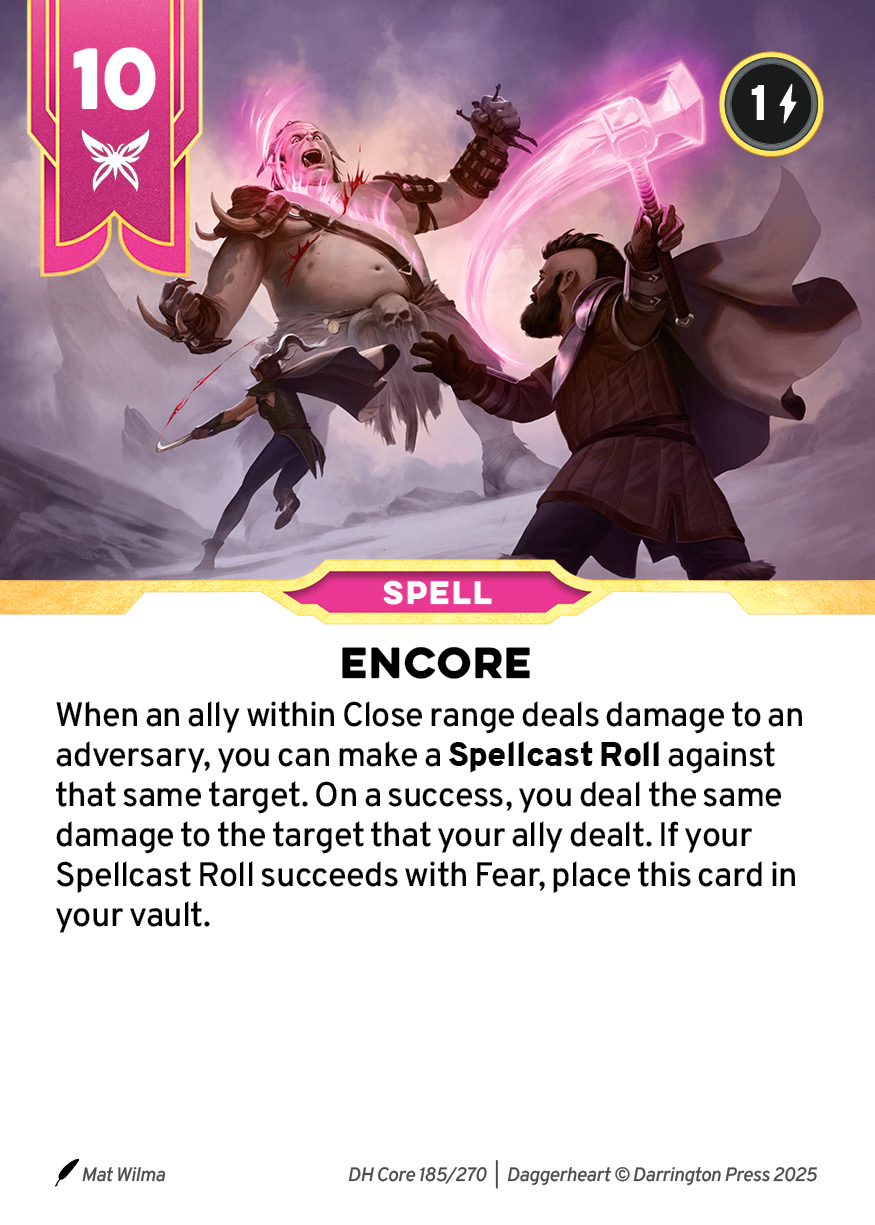 10
1
SPELL
ENCORE
When an ally within Close range deals damage to an
adversary, you can make a Spellcast Roll against
that same target. On a success, you deal the same
damage to the target that your ally dealt. If your
Spellcast Roll succeeds with Fear, place this card in
your vault.
Mat Wilma
DH Core 185/270 | Daggerheart © Darrington Press 2025